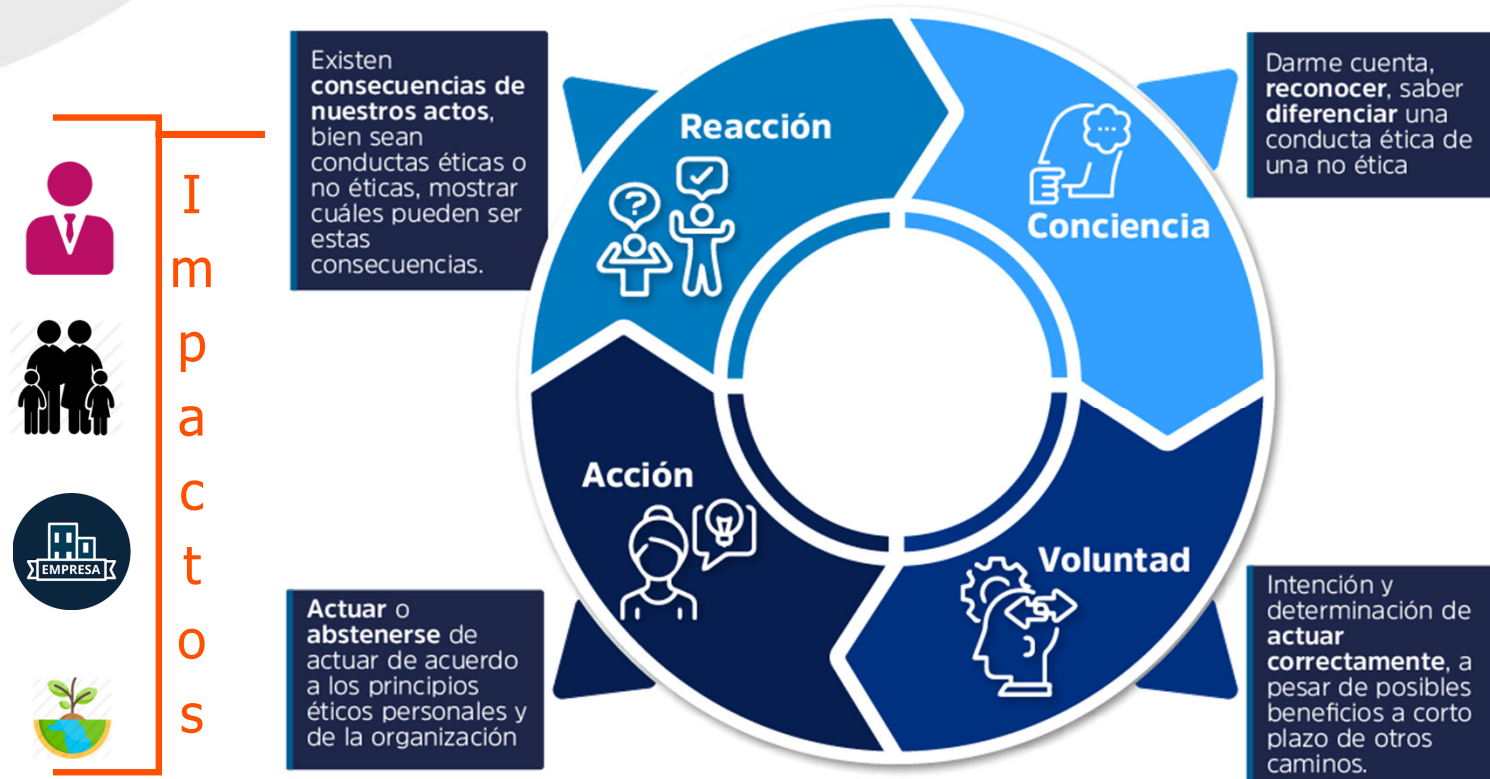 Existen
consecuencias de
nuestros actos,
bien sean
conductas éticas o
no éticas, mostrar
cuáles pueden ser
estas
consecuencias.
Reacción
?
Conciencia
Darme cuenta,
reconocer, saber
diferenciar una
conducta ética de
una no ética
Impactos
EMPRESA
Acción
Actuar o
abstenerse de
actuar de acuerdo
a los principios
éticos personales y
de la organización
Voluntad
Intención y
determinación de
actuar
correctamente, a
pesar de posibles
beneficios a corto
plazo de otros
caminos.